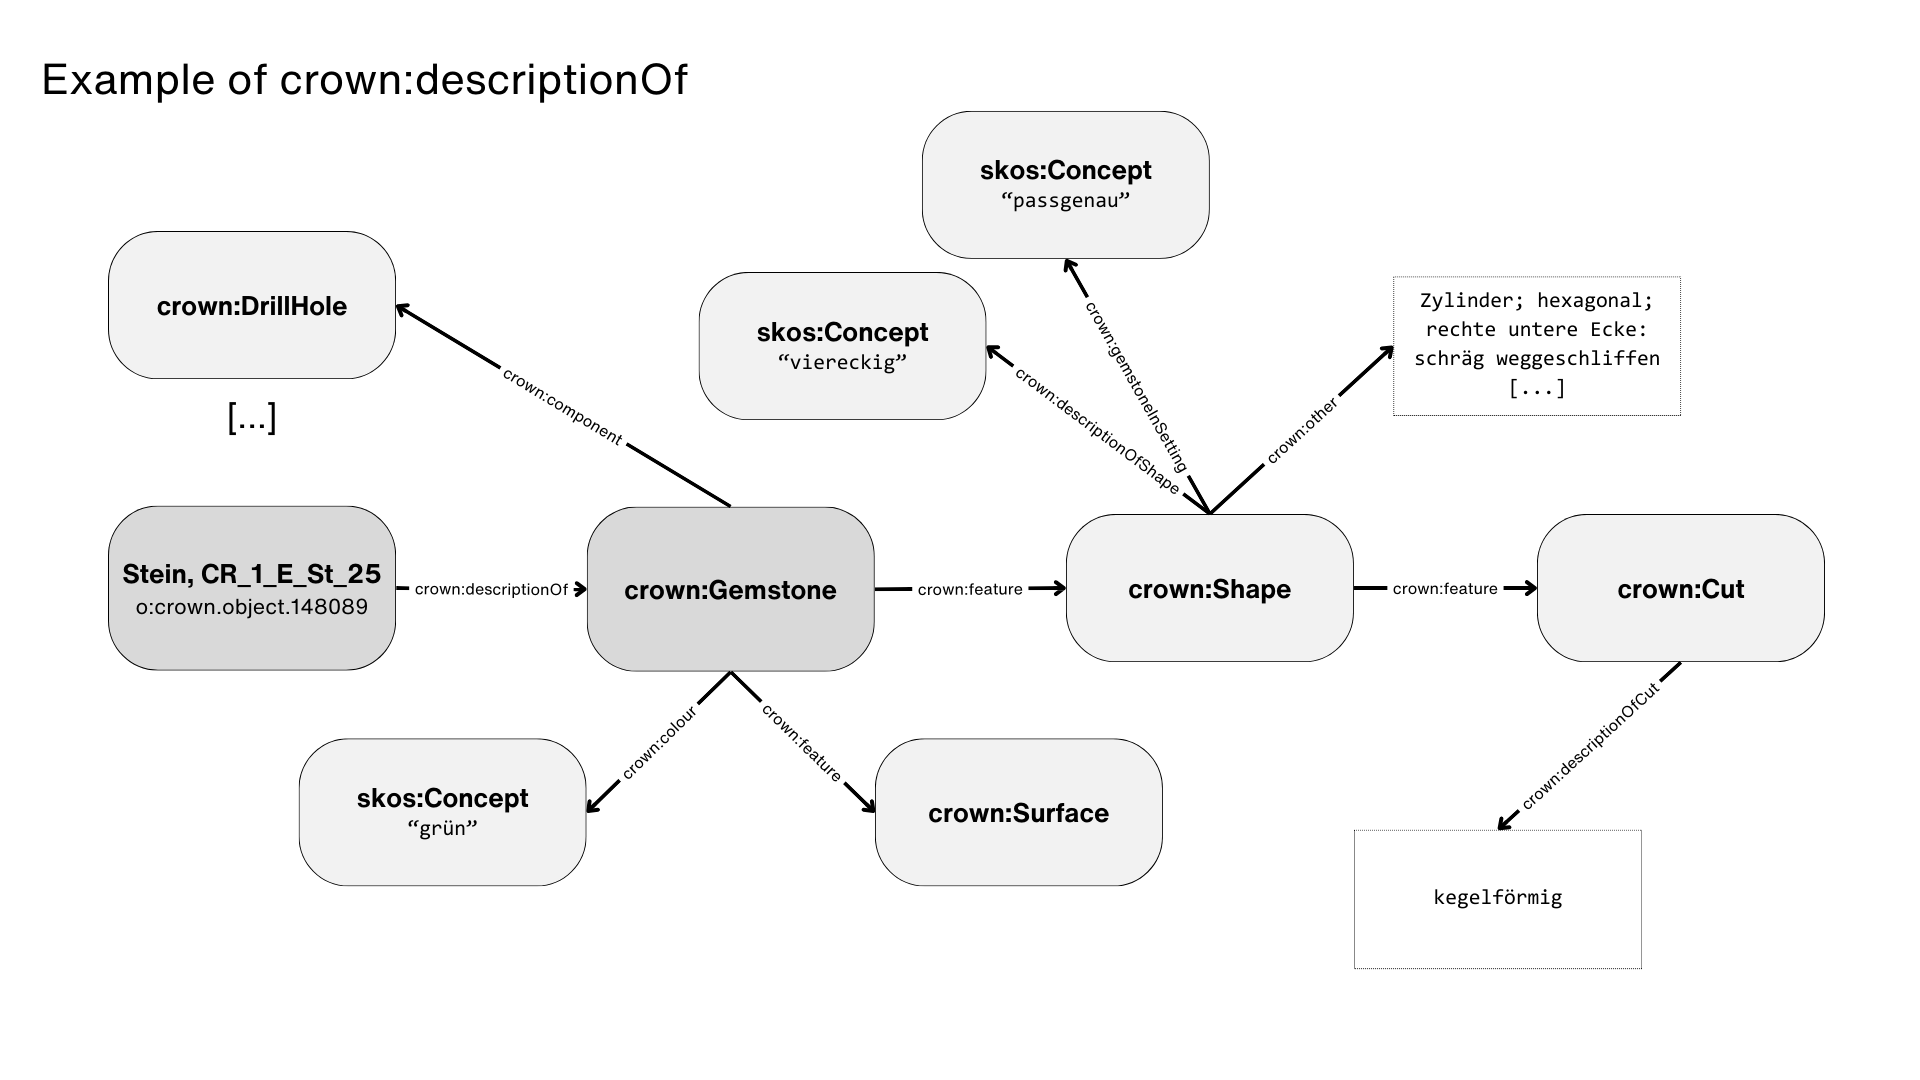 Example of crown:descriptionOf
skos:Concept
“passgenau”
crown:DrillHole
[...]
skos:Concept
“viereckig”
Zylinder; hexagonal;
rechte untere Ecke:
schräg weggeschliffen
[...]
crown:component
crown:descriptionOfShape
crown:gemstoneInSetting
crown:other
Stein, CR_1_E_St_25
o:crown.object.148089
crown:descriptionOf
crown:Gemstone
crown:feature
crown:Shape
crown:feature
crown:Cut
crown:colour
crown:feature
crown:descriptionOfCut
skos:Concept
“grün”
crown:Surface
kegelförmig